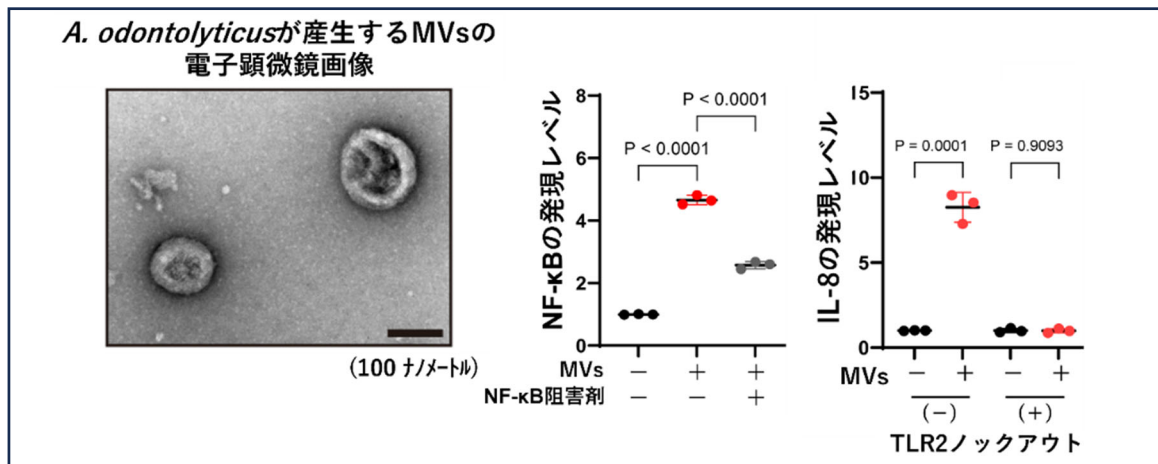 A. odontolyticusが産生するMVsの
電子顕微鏡画像
(100 ナノメートル)
NF-κBの発現レベル
8
6
4
2
0
P < 0.0001
P < 0.0001
MVs − + +
NF-κB阻害剤 − − +
IL-8の発現レベル
15
10
5
0
P = 0.0001
P = 0.9093
MVs − + − +
(−) (+)
TLR2ノックアウト